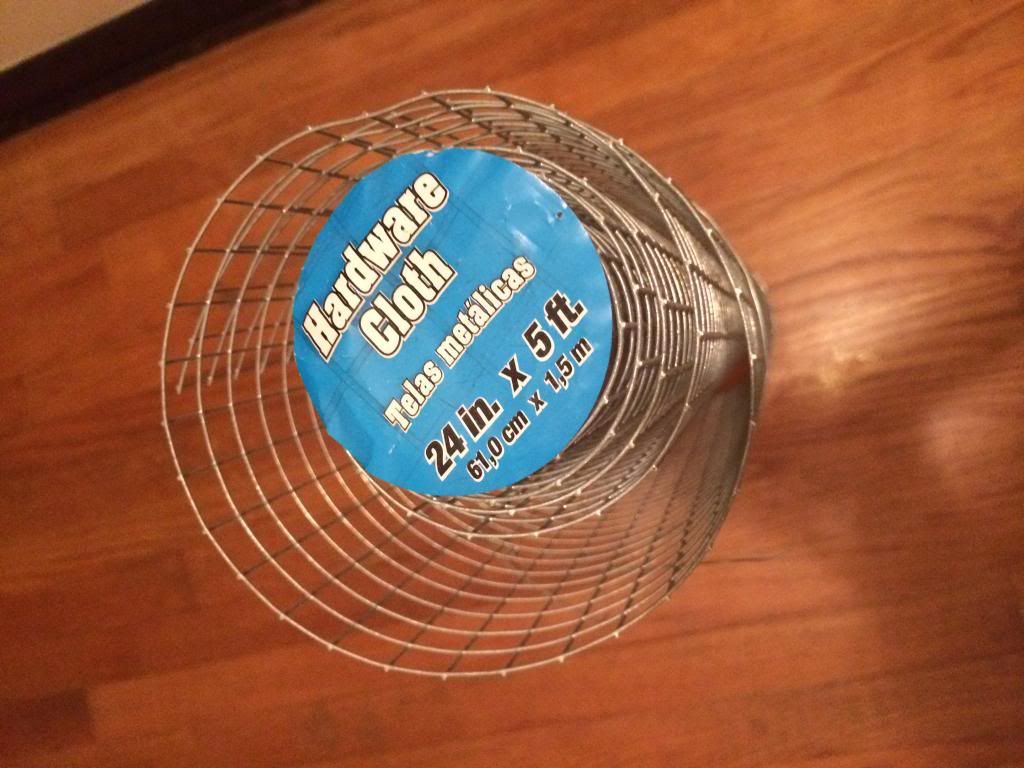 Hardware
Cloth
Telas metálicas
24 in. x 5 ft.
61,0 cm x 1,5 m